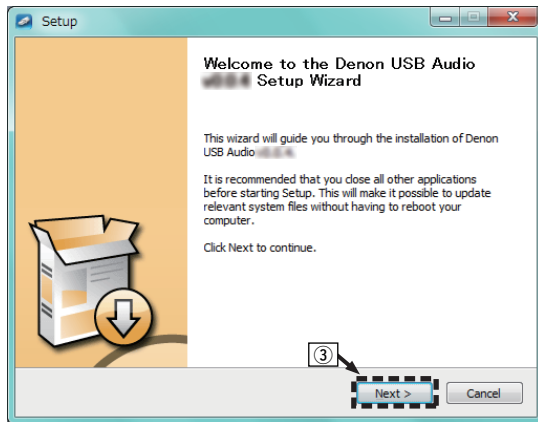 Setup
Welcome to the Denon USB Audio
Setup Wizard
This wizard will guide you through the installation of Denon
USB Audio
It is recommended that you close all other applications
before starting Setup. This will make it possible to update
relevant system files without having to reboot your
computer.
Click Next to continue.
③
Next >
Cancel